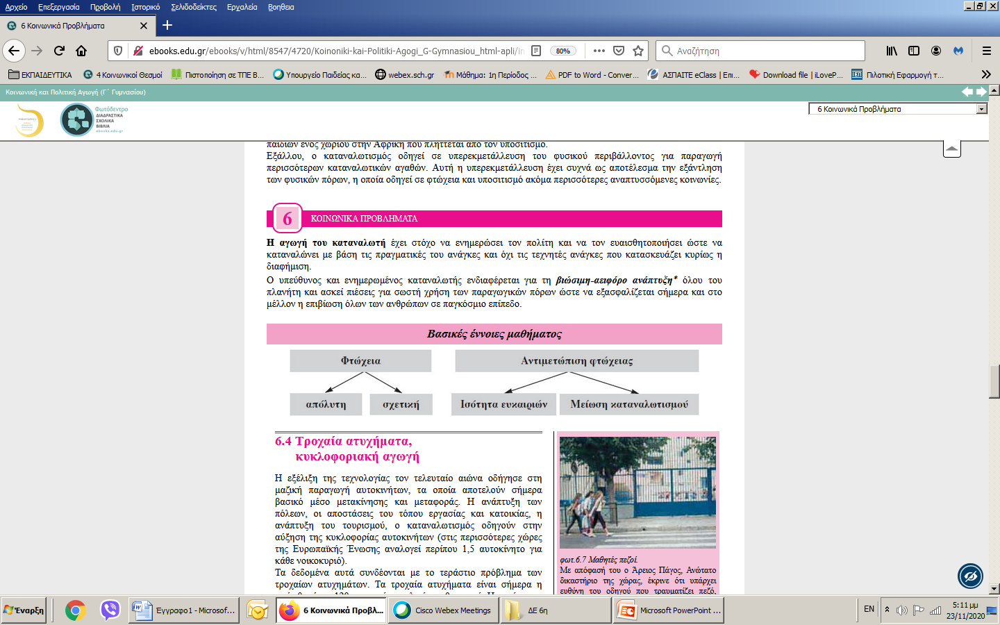 Αρχείο Επεξεργασία Προβολή Ιστορικό Σελιδοδείκτες Εργαλεία Βοήθεια
6 Κοινωνικά Προβλήματα
ebooks.edu.gr/ebooks/v/html/8547/4720/Koinoniki-kai-Politiki-Agogi_G-Gymnasiou_html-apli/in
80%
Αναζήτηση
ΕΚΠΑΙΔΕΥΤΙΚΑ
4 Κοινωνικοί Θεσμοί
Πιστοποίηση σε ΤΠΕ Β...
Υπουργείο Παιδείας κα...
webex.sch.gr
Μάθημα: 1η Περίοδος ...
PDF to Word - Conver...
ΑΣΠΑΙΤΕ eClass | Επι...
Download file | iLoveP...
Πιλοτική Εφαρμογή τ...
Κοινωνική και Πολιτική Αγωγή (Γ΄ Γυμνασίου)
Φωτόδεντρο
ΔΙΑΔΡΑΣΤΙΚΑ
ΣΧΟΛΙΚΑ
ΒΙΒΛΙΑ
ebooks.edu.gr
6 Κοινωνικά Προβλήματα
παιδιών ενός χωριού στην Αφρική που πλήττεται από τον υποσιτισμό.
Εξάλλου, ο καταναλωτισμός οδηγεί σε υπερεκμετάλλευση του φυσικού περιβάλλοντος για παραγωγή
περισσότερων καταναλωτικών αγαθών. Αυτή η υπερεκμετάλλευση έχει συχνά ως αποτέλεσμα την εξάντληση
των φυσικών πόρων, η οποία οδηγεί σε φτώχεια και υποσιτισμό ακόμα περισσότερες αναπτυσσόμενες κοινωνίες.
6 ΚΟΙΝΩΝΙΚΑ ΠΡΟΒΛΗΜΑΤΑ
Η αγωγή του καταναλωτή έχει στόχο να ενημερώσει τον πολίτη και να τον ευαισθητοποιήσει ώστε να
καταναλώνει με βάση τις πραγματικές του ανάγκες και όχι τις τεχνητές ανάγκες που κατασκευάζει κυρίως η
διαφήμιση.
Ο υπεύθυνος και ενημερωμένος καταναλωτής ενδιαφέρεται για τη βιώσιμη-αειφόρο ανάπτυξη* όλου του
πλανήτη και ασκεί πιέσεις για σωστή χρήση των παραγωγικών πόρων ώστε να εξασφαλίζεται σήμερα και στο
μέλλον η επιβίωση όλων των ανθρώπων σε παγκόσμιο επίπεδο.
Βασικές έννοιες μαθήματος
Φτώχεια
Αντιμετώπιση φτώχειας
απόλυτη
σχετική
Ισότητα ευκαιριών
Μείωση καταναλωτισμού
6.4 Τροχαία ατυχήματα,
κυκλοφοριακή αγωγή
Η εξέλιξη της τεχνολογίας τον τελευταίο αιώνα οδήγησε στη
μαζική παραγωγή αυτοκινήτων, τα οποία αποτελούν σήμερα
βασικό μέσο μετακίνησης και μεταφοράς. Η ανάπτυξη των
πόλεων, οι αποστάσεις του τόπου εργασίας και κατοικίας, η
ανάπτυξη του τουρισμού, ο καταναλωτισμός οδηγούν στην
αύξηση της κυκλοφορίας αυτοκινήτων (στις περισσότερες χώρες
της Ευρωπαϊκής Ένωσης αναλογεί περίπου 1,5 αυτοκίνητο για
κάθε νοικοκυριό).
Τα δεδομένα αυτά συνδέονται με το τεράστιο πρόβλημα των
τροχαίων ατυχημάτων. Τα τροχαία ατυχήματα είναι σήμερα η
φωτ.6.7 Μαθητές πεζοί.
Με απόφασή του ο Άρειος Πάγος, Ανώτατο
δικαστήριο της χώρας, έκρινε ότι υπάρχει
ευθύνη του οδηγού που τραυματίζει πεζό,
Έναρξη
Έγγραφο1 - Microsof...
6 Κοινωνικά Προβλ...
Cisco Webex Meetings
ΔΕ 6η
Microsoft PowerPoint ...
EN
5:11 μμ
23/11/2020